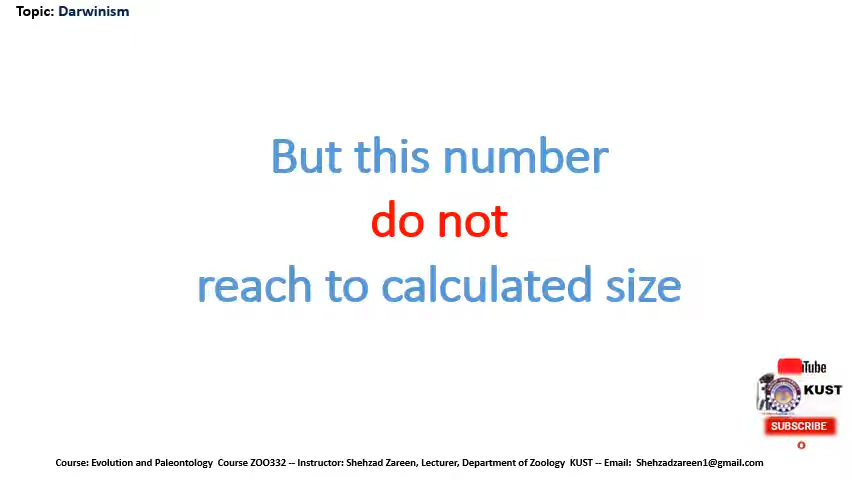 Topic: Darwinism
But this number
do not
reach to calculated size
Tube
KUST
SUBSCRIBE
Course: Evolution and Paleontology Course ZOO332 -- Instructor: Shehzad Zareen, Lecturer, Department of Zoology KUST -- Email: Shehzadzareen1@gmail.com